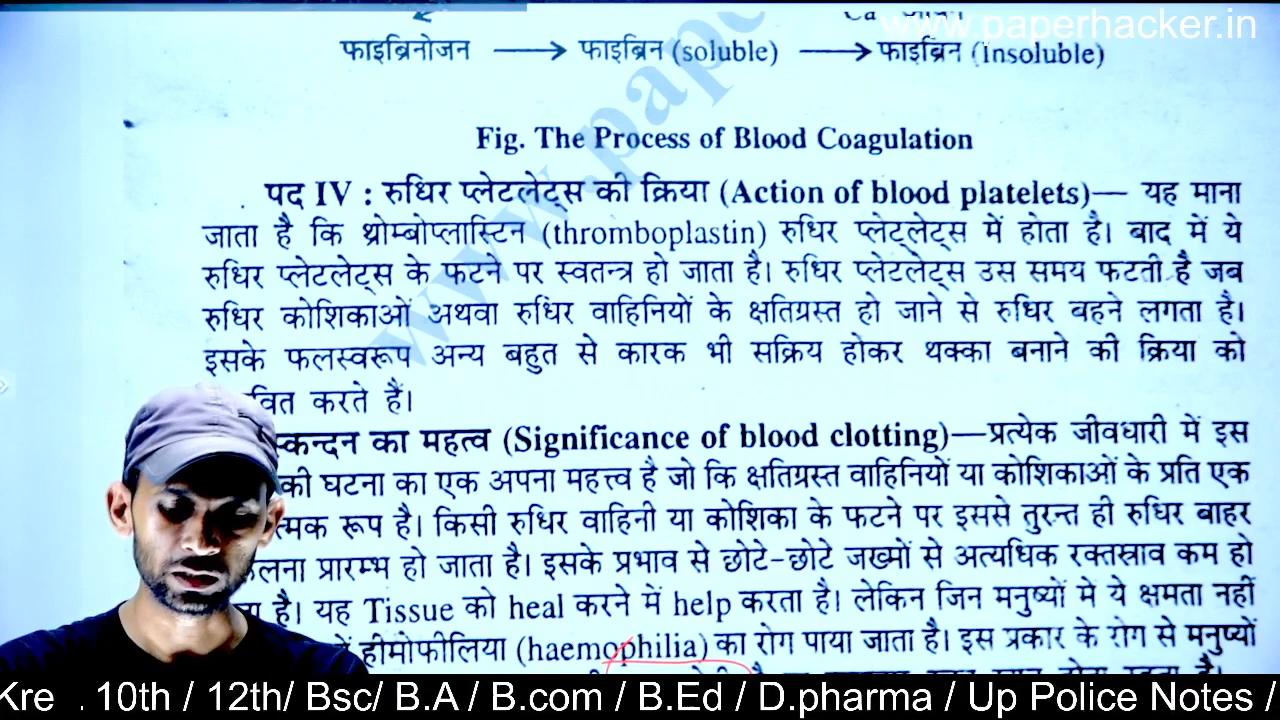 www.paperhacker.in
फाइब्रिनोजन ⟶ फाइब्रिन (soluble) ⟶ फाइब्रिन (insoluble)
Fig. The Process of Blood Coagulation
पद IV : रुधिर प्लेटलेट्स की क्रिया (Action of blood platelets)— यह माना
जाता है कि थ्रोम्बोप्लास्टिन (thromboplastin) रुधिर प्लेट्लेट्स में होता है। बाद में ये
रुधिर प्लेटलेट्स के फटने पर स्वतन्त्र हो जाता है। रुधिर प्लेटलेट्स उस समय फटती है जब
रुधिर कोशिकाओं अथवा रुधिर वाहिनियों के क्षतिग्रस्त हो जाने से रुधिर बहने लगता है।
इसके फलस्वरूप अन्य बहुत से कारक भी सक्रिय होकर थक्का बनाने की क्रिया को
वित करते हैं।
स्कन्दन का महत्व (Significance of blood clotting)—प्रत्येक जीवधारी में इस
की घटना का एक अपना महत्त्व है जो कि क्षतिग्रस्त वाहिनियों या कोशिकाओं के प्रति एक
त्मक रूप है। किसी रुधिर वाहिनी या कोशिका के फटने पर इससे तुरन्त ही रुधिर बाहर
लना प्रारम्भ हो जाता है। इसके प्रभाव से छोटे-छोटे जख्मों से अत्यधिक रक्तस्राव कम हो
है। यह Tissue को heal करने में help करता है। लेकिन जिन मनुष्यों मे ये क्षमता नहीं
हीमोफीलिया (haemophilia) का रोग पाया जाता है। इस प्रकार के रोग से मनुष्यों
Kre . 10th / 12th/ Bsc/ B.A / B.com / B.Ed / D.pharma / Up Police Notes /